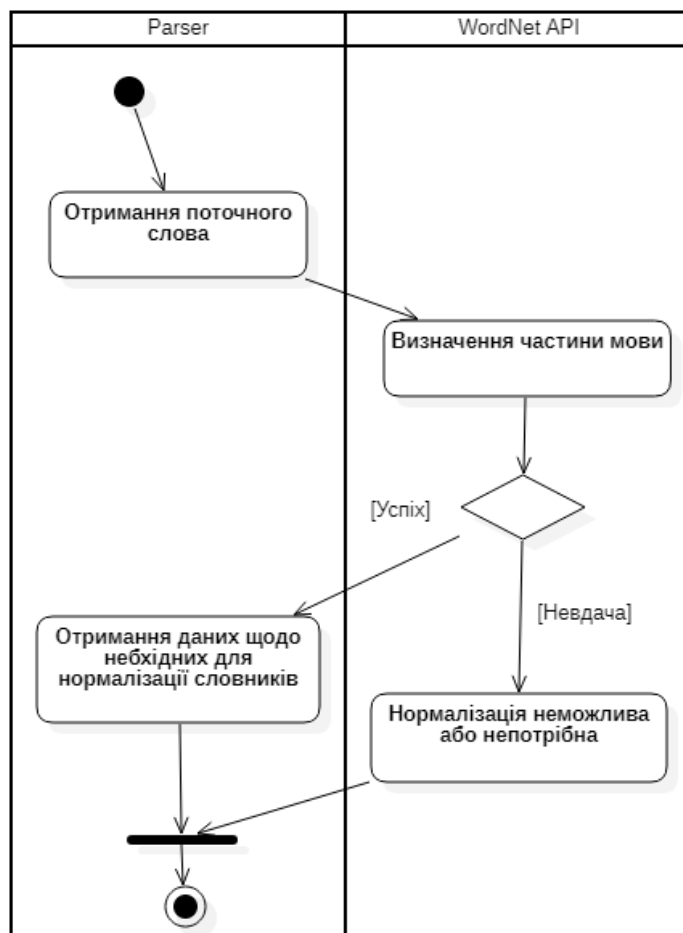 Parser
WordNet API
Отримання поточного
слова
Визначення частини мови
[Успіх]
[Невдача]
Отримання даних щодо
небхідних для
нормалізації словників
Нормалізація неможлива
або непотрібна